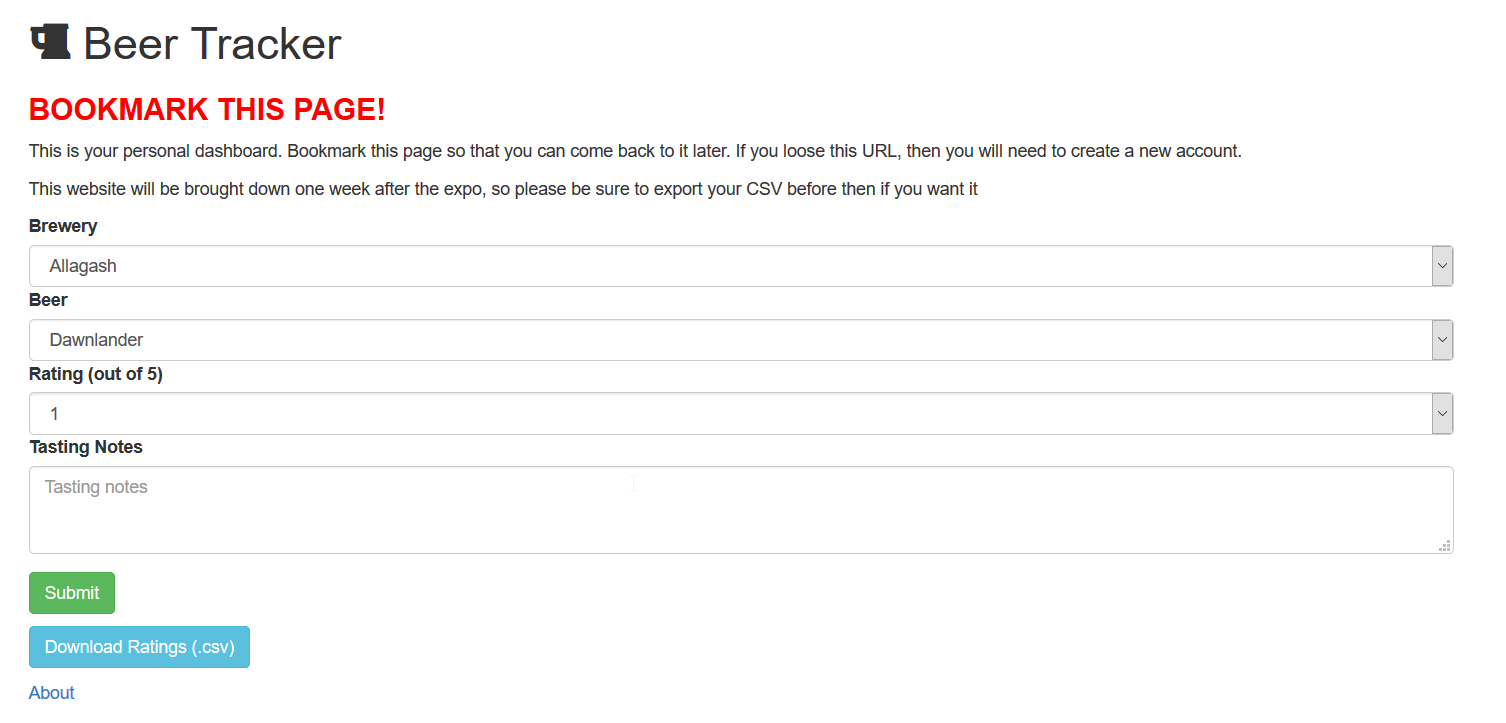 Beer Tracker
BOOKMARK THIS PAGE!
This is your personal dashboard. Bookmark this page so that you can come back to it later. If you loose this URL, then you will need to create a new account.
This website will be brought down one week after the expo, so please be sure to export your CSV before then if you want it
Brewery
Allagash
Beer
Dawnlander
Rating (out of 5)
1
Tasting Notes
Tasting notes
Submit
Download Ratings (.csv)
About